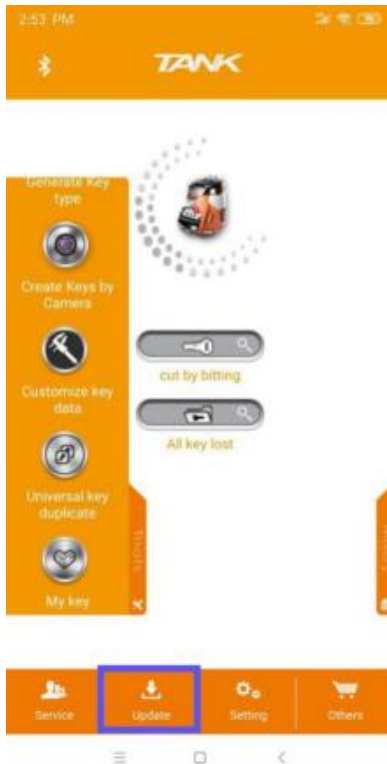 2:53 PM
TANK
Generate Key
type
Create Keys by
Camera
cut by bitting
Customize key
data
All key lost
Universal key
duplicate
Tools
My key
Service
Update
Setting
Others